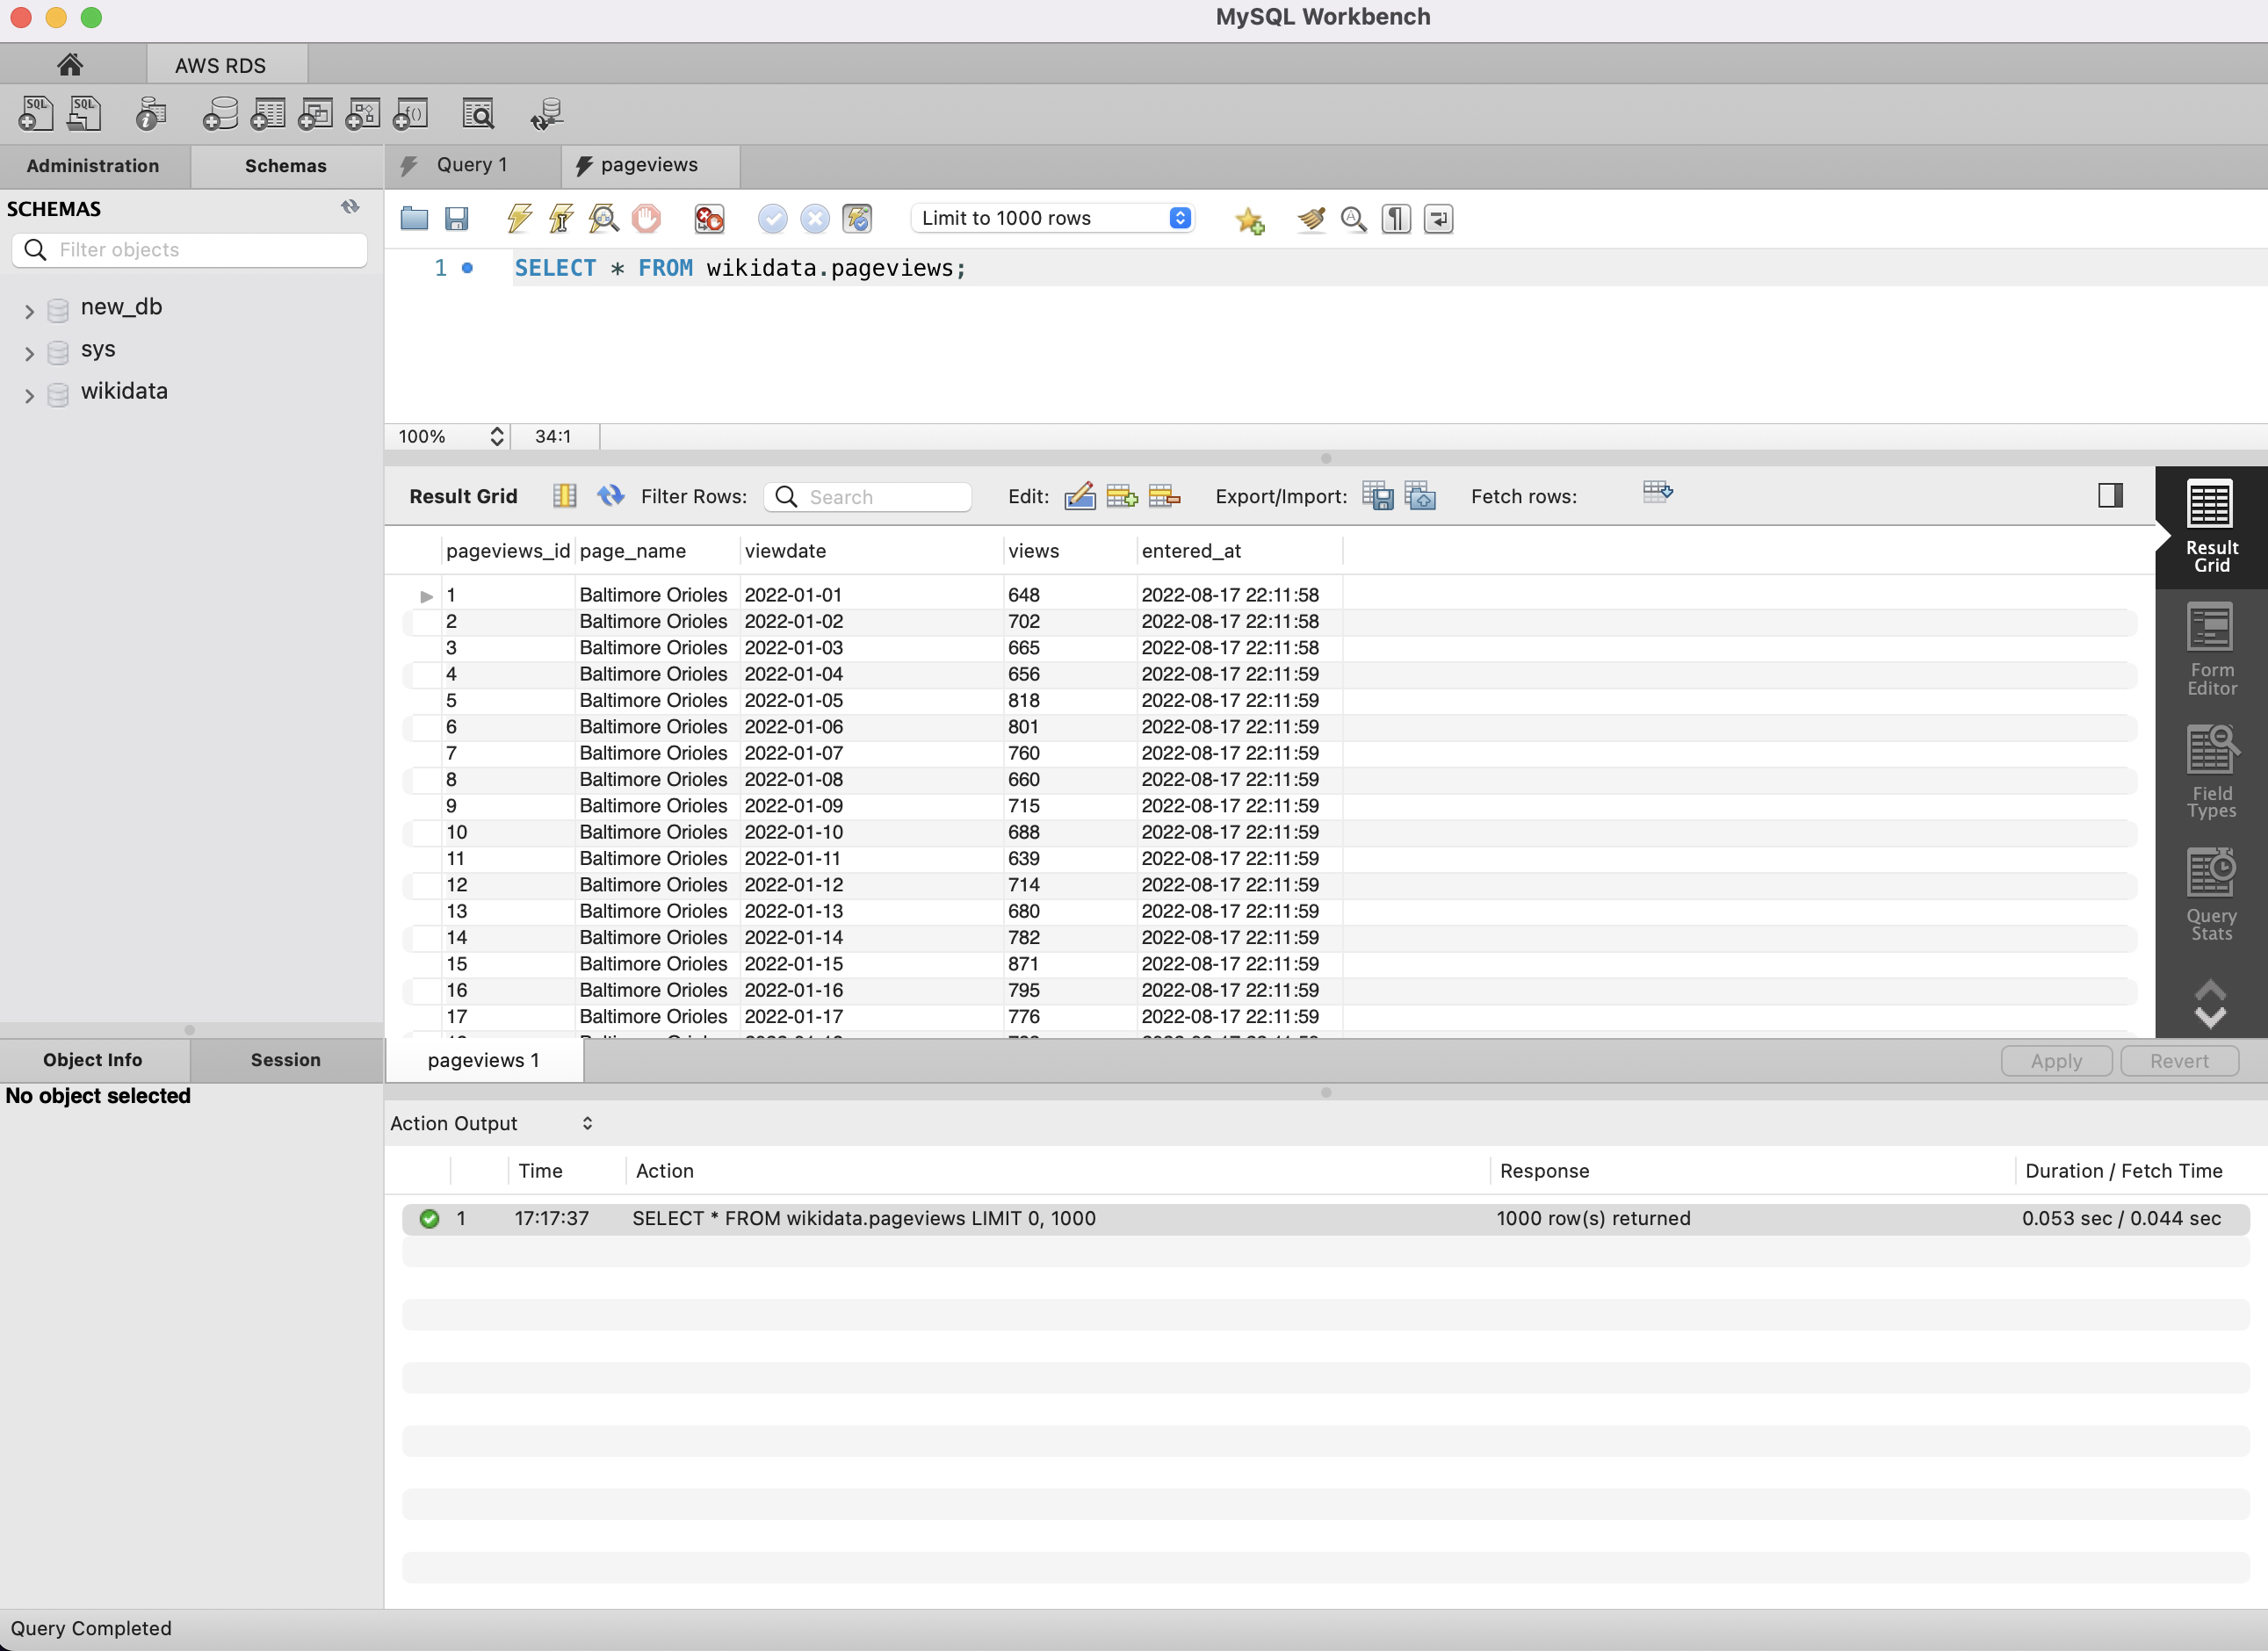 MySQL Workbench
AWS RDS
SQL SQL
Administration Schemas
Query 1 pageviews
SCHEMAS
Filter objects
new_db
sys
wikidata
Limit to 1000 rows
1 SELECT * FROM wikidata.pageviews;
100% 34:1
Result Grid Filter Rows: Search Edit: Export/Import: Fetch rows:
pageviews_id page_name viewdate views entered_at
1 Baltimore Orioles 2022-01-01 648 2022-08-17 22:11:58
2 Baltimore Orioles 2022-01-02 702 2022-08-17 22:11:58
3 Baltimore Orioles 2022-01-03 665 2022-08-17 22:11:58
4 Baltimore Orioles 2022-01-04 656 2022-08-17 22:11:59
5 Baltimore Orioles 2022-01-05 818 2022-08-17 22:11:59
6 Baltimore Orioles 2022-01-06 801 2022-08-17 22:11:59
7 Baltimore Orioles 2022-01-07 760 2022-08-17 22:11:59
8 Baltimore Orioles 2022-01-08 660 2022-08-17 22:11:59
9 Baltimore Orioles 2022-01-09 715 2022-08-17 22:11:59
10 Baltimore Orioles 2022-01-10 688 2022-08-17 22:11:59
11 Baltimore Orioles 2022-01-11 639 2022-08-17 22:11:59
12 Baltimore Orioles 2022-01-12 714 2022-08-17 22:11:59
13 Baltimore Orioles 2022-01-13 680 2022-08-17 22:11:59
14 Baltimore Orioles 2022-01-14 782 2022-08-17 22:11:59
15 Baltimore Orioles 2022-01-15 871 2022-08-17 22:11:59
16 Baltimore Orioles 2022-01-16 795 2022-08-17 22:11:59
17 Baltimore Orioles 2022-01-17 776 2022-08-17 22:11:59
Result
Grid
Form
Editor
Field
Types
Query
Stats
Object Info Session
No object selected
pageviews 1
Apply Revert
Action Output
Time Action Response Duration / Fetch Time
1 17:17:37 SELECT * FROM wikidata.pageviews LIMIT 0, 1000 1000 row(s) returned 0.053 sec / 0.044 sec
Query Completed